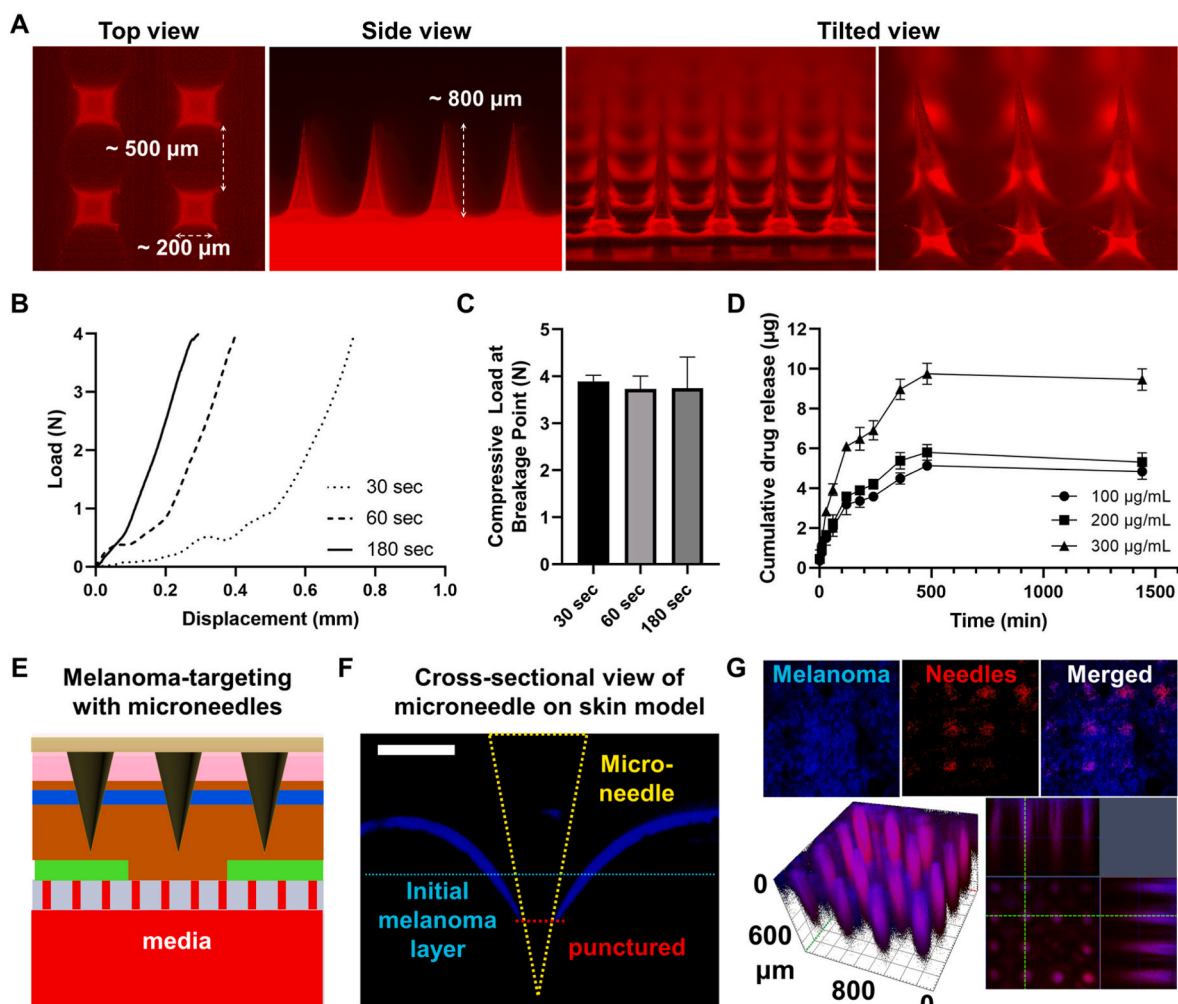 A
Top view
Side view
Tilted view
~ 500 µm
~ 200 µm
~ 800 µm
B
Load (N)
4
3
2
1
0
0.0 0.2 0.4 0.6 0.8 1.0
Displacement (mm)
30 sec
60 sec
180 sec
C
Compressive Load at
Breakage Point (N)
5
4
3
2
1
0
30 sec 60 sec 180 sec
D
Cumulative drug release (µg)
12
10
8
6
4
2
0
0 500 1000 1500
Time (min)
100 µg/mL
200 µg/mL
300 µg/mL
E
Melanoma-targeting
with microneedles
media
F
Cross-sectional view of
microneedle on skin model
Micro-
needle
Initial
melanoma
layer
punctured
G
Melanoma
Needles
Merged
0
600
µm
800
0